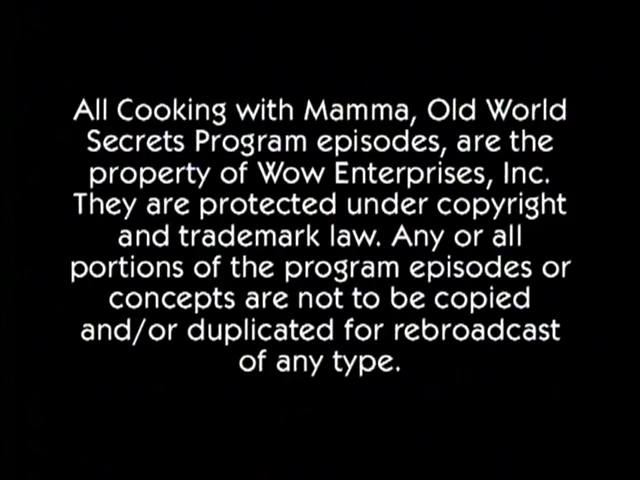 All Cooking with Mamma, Old World
Secrets Program episodes, are the
property of Wow Enterprises, Inc.
They are protected under copyright
and trademark law. Any or all
portions of the program episodes or
concepts are not to be copied
and/or duplicated for rebroadcast
of any type.